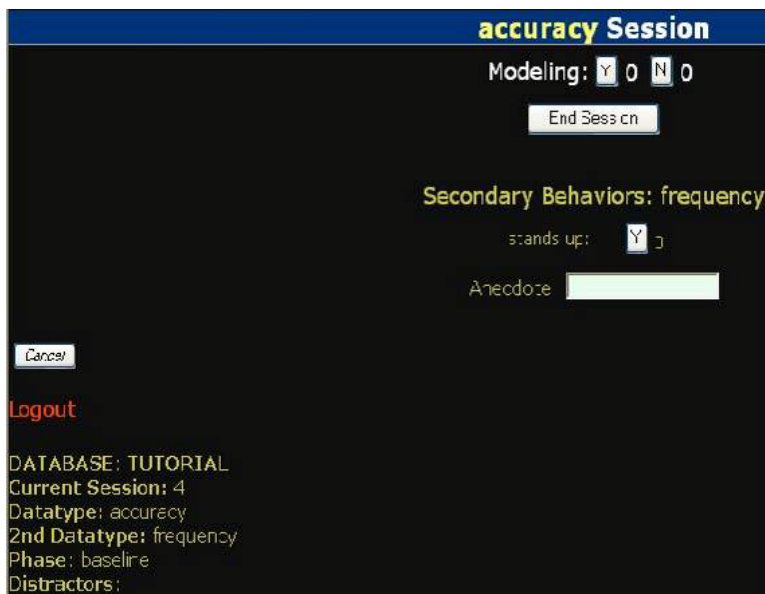 accuracy Session
Modeling: Y 0 N 0
End Session
Secondary Behaviors: frequency
stands up: Y 0
Anecdote
Cancel
Logout
DATABASE: TUTORIAL
Current Session: 4
Datatype: accuracy
2nd Datatype: frequency
Phase: baseline
Distractors: